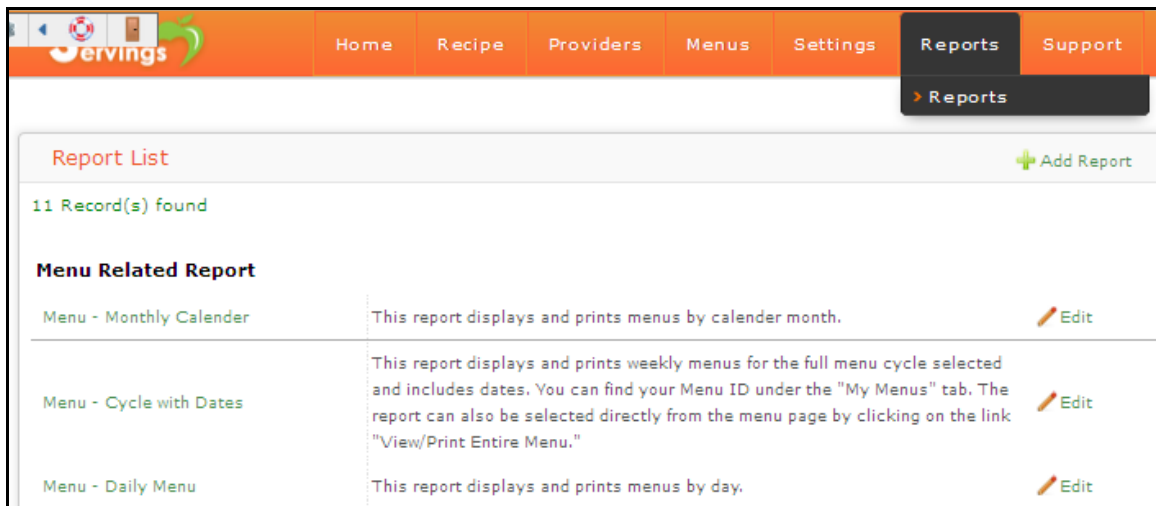 Servings
Home Recipe Providers Menus Settings Reports Support
> Reports
Report List
Add Report
11 Record(s) found
Menu Related Report
Menu - Monthly Calender
This report displays and prints menus by calender month.
Edit
Menu - Cycle with Dates
This report displays and prints weekly menus for the full menu cycle selected
and includes dates. You can find your Menu ID under the "My Menus" tab. The
report can also be selected directly from the menu page by clicking on the link
"View/Print Entire Menu."
Edit
Menu - Daily Menu
This report displays and prints menus by day.
Edit